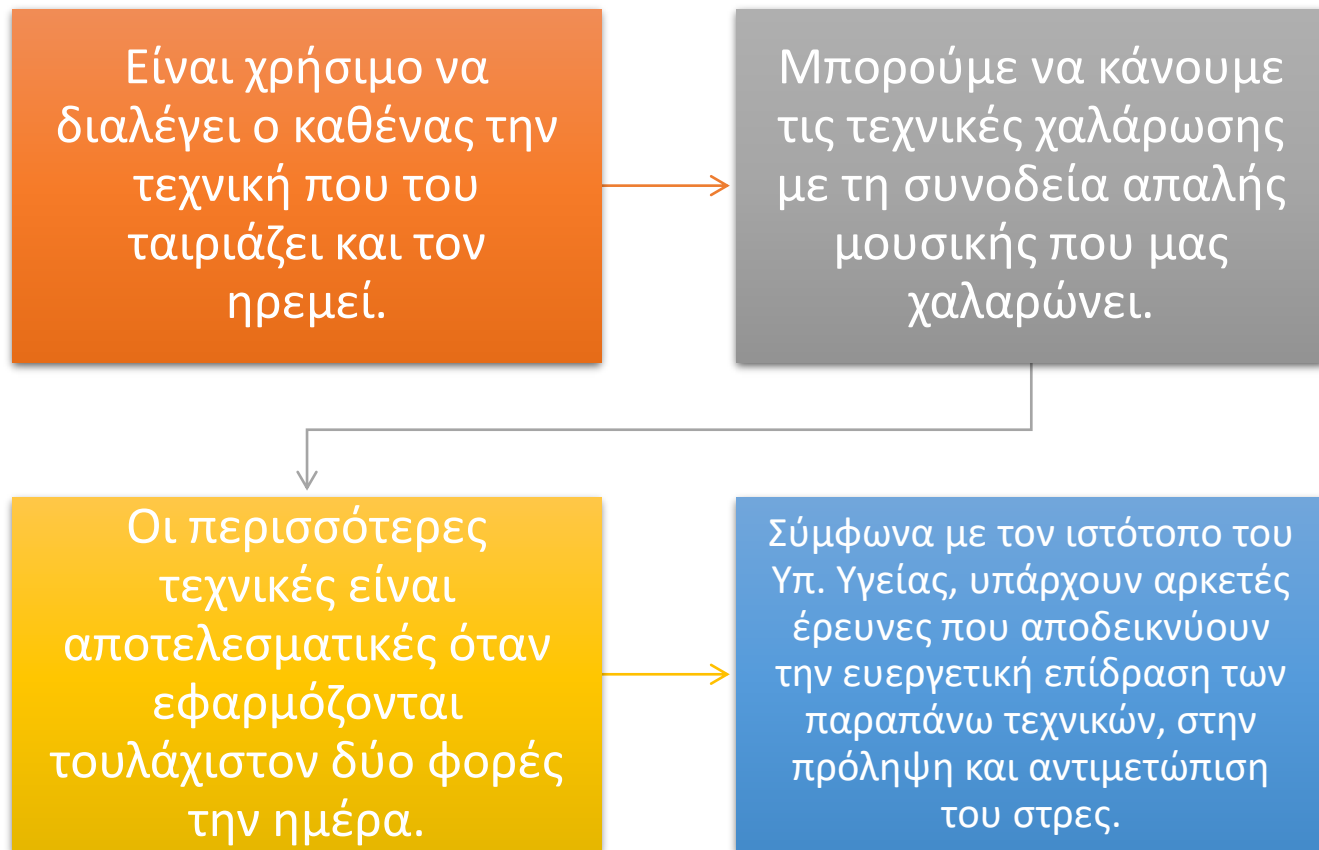 Είναι χρήσιμο να
διαλέγει ο καθένας την
τεχνική που του
ταιριάζει και τον
ηρεμεί.
Μπορούμε να κάνουμε
τις τεχνικές χαλάρωσης
με τη συνοδεία απαλής
μουσικής που μας
χαλαρώνει.
Οι περισσότερες
τεχνικές είναι
αποτελεσματικές όταν
εφαρμόζονται
τουλάχιστον δύο φορές
την ημέρα.
Σύμφωνα με τον ιστότοπο του
Υπ. Υγείας, υπάρχουν αρκετές
έρευνες που αποδεικνύουν
την ευεργετική επίδραση των
παραπάνω τεχνικών, στην
πρόληψη και αντιμετώπιση
του στρες.